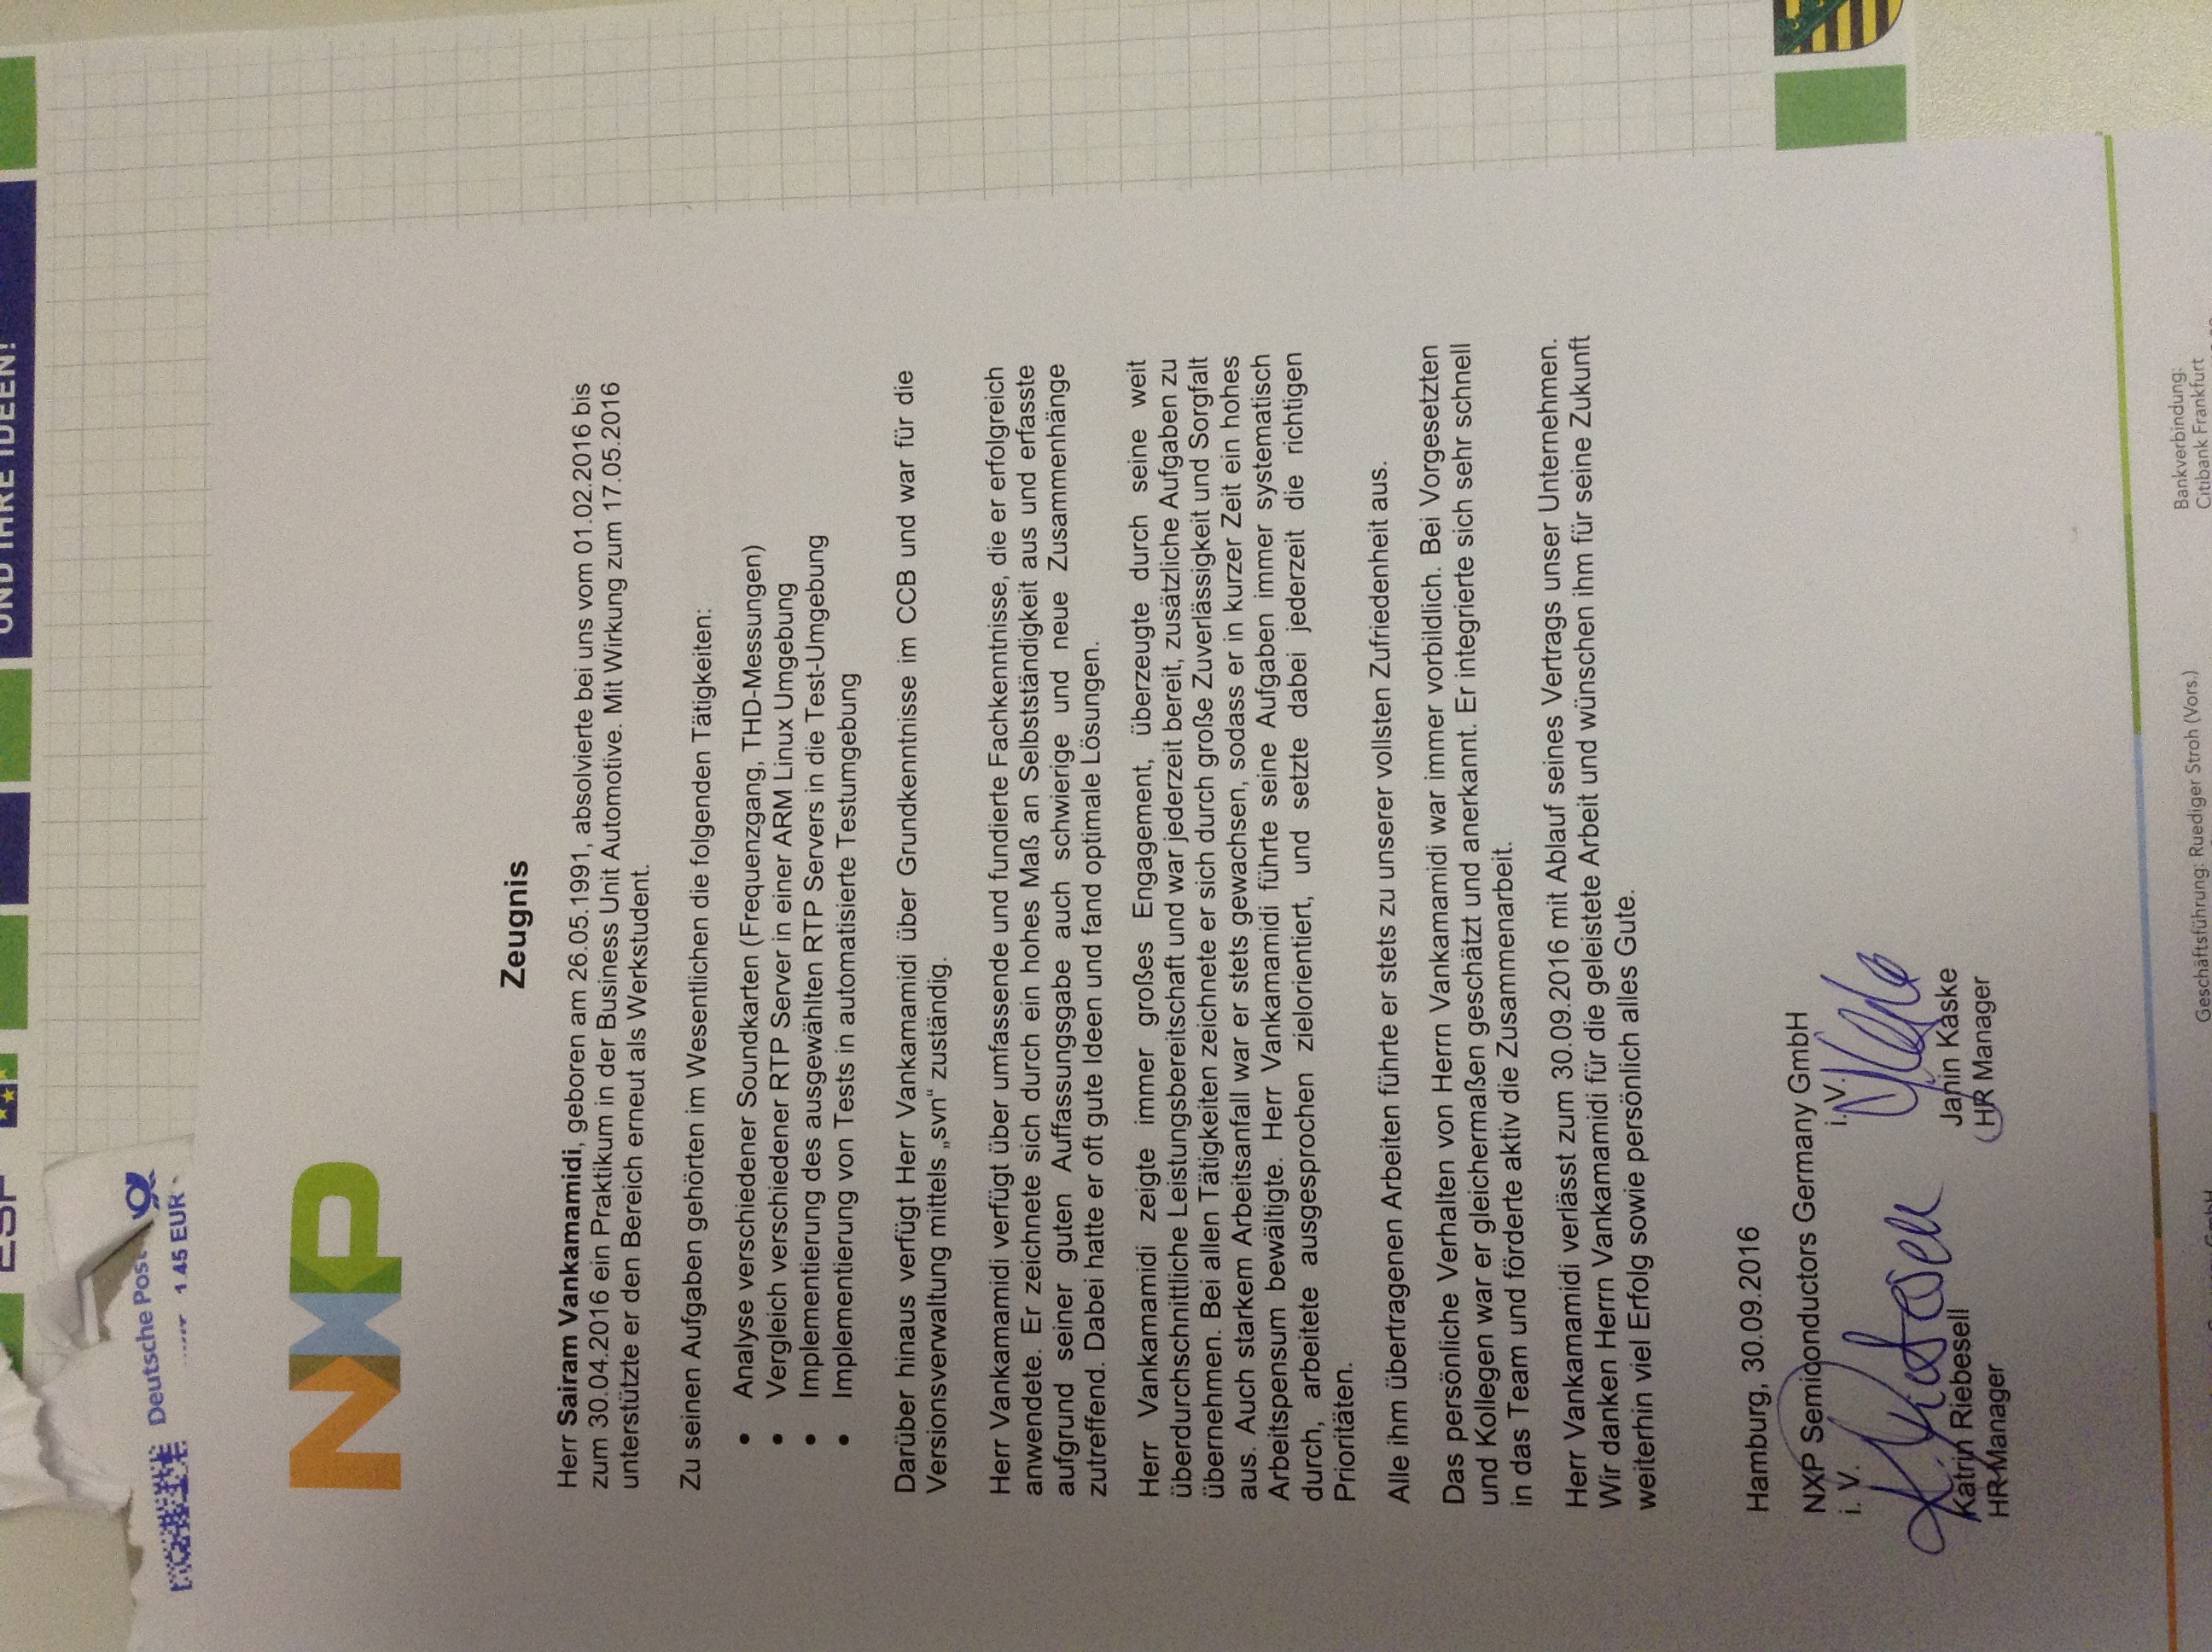 ESF
UND IHRE IDEEN!
Deutsche Post
1,45 EUR
NXP
Zeugnis
Herr Sairam Vankamamidi, geboren am 26.05.1991, absolvierte bei uns vom 01.02.2016 bis
zum 30.04.2016 ein Praktikum in der Business Unit Automotive. Mit Wirkung zum 17.05.2016
unterstützte er den Bereich erneut als Werkstudent.
Zu seinen Aufgaben gehörten im Wesentlichen die folgenden Tätigkeiten:
• Analyse verschiedener Soundkarten (Frequenzgang, THD-Messungen)
• Vergleich verschiedener RTP Server in einer ARM Linux Umgebung
• Implementierung des ausgewählten RTP Servers in die Test-Umgebung
• Implementierung von Tests in automatisierte Testumgebung
Darüber hinaus verfügt Herr Vankamamidi über Grundkenntnisse im CCB und war für die
Versionsverwaltung mittels „svn“ zuständig.
Herr Vankamamidi verfügt über umfassende und fundierte Fachkenntnisse, die er erfolgreich
anwendete. Er zeichnete sich durch ein hohes Maß an Selbstständigkeit aus und erfasste
aufgrund seiner guten Auffassungsgabe auch schwierige und neue Zusammenhänge
zutreffend. Dabei hatte er oft gute Ideen und fand optimale Lösungen.
Herr Vankamamidi zeigte immer großes Engagement, überzeugte durch seine weit
überdurchschnittliche Leistungsbereitschaft und war jederzeit bereit, zusätzliche Aufgaben zu
übernehmen. Bei allen Tätigkeiten zeichnete er sich durch große Zuverlässigkeit und Sorgfalt
aus. Auch starkem Arbeitsanfall war er stets gewachsen, sodass er in kurzer Zeit ein hohes
Arbeitspensum bewältigte. Herr Vankamamidi führte seine Aufgaben immer systematisch
durch, arbeitete ausgesprochen zielorientiert, und setzte dabei jederzeit die richtigen
Prioritäten.
Alle ihm übertragenen Arbeiten führte er stets zu unserer vollsten Zufriedenheit aus.
Das persönliche Verhalten von Herrn Vankamamidi war immer vorbildlich. Bei Vorgesetzten
und Kollegen war er gleichermaßen geschätzt und anerkannt. Er integrierte sich sehr schnell
in das Team und förderte aktiv die Zusammenarbeit.
Herr Vankamamidi verlässt zum 30.09.2016 mit Ablauf seines Vertrags unser Unternehmen.
Wir danken Herrn Vankamamidi für die geleistete Arbeit und wünschen ihm für seine Zukunft
weiterhin viel Erfolg sowie persönlich alles Gute.
Hamburg, 30.09.2016
NXP Semiconductors Germany GmbH
i. V. i. V.
Katrin Riebesell Janin Kaske
HR Manager HR Manager
Geschäftsführung: Ruediger Stroh (Vors.)
Bankverbindung:
Citibank Frankfurt